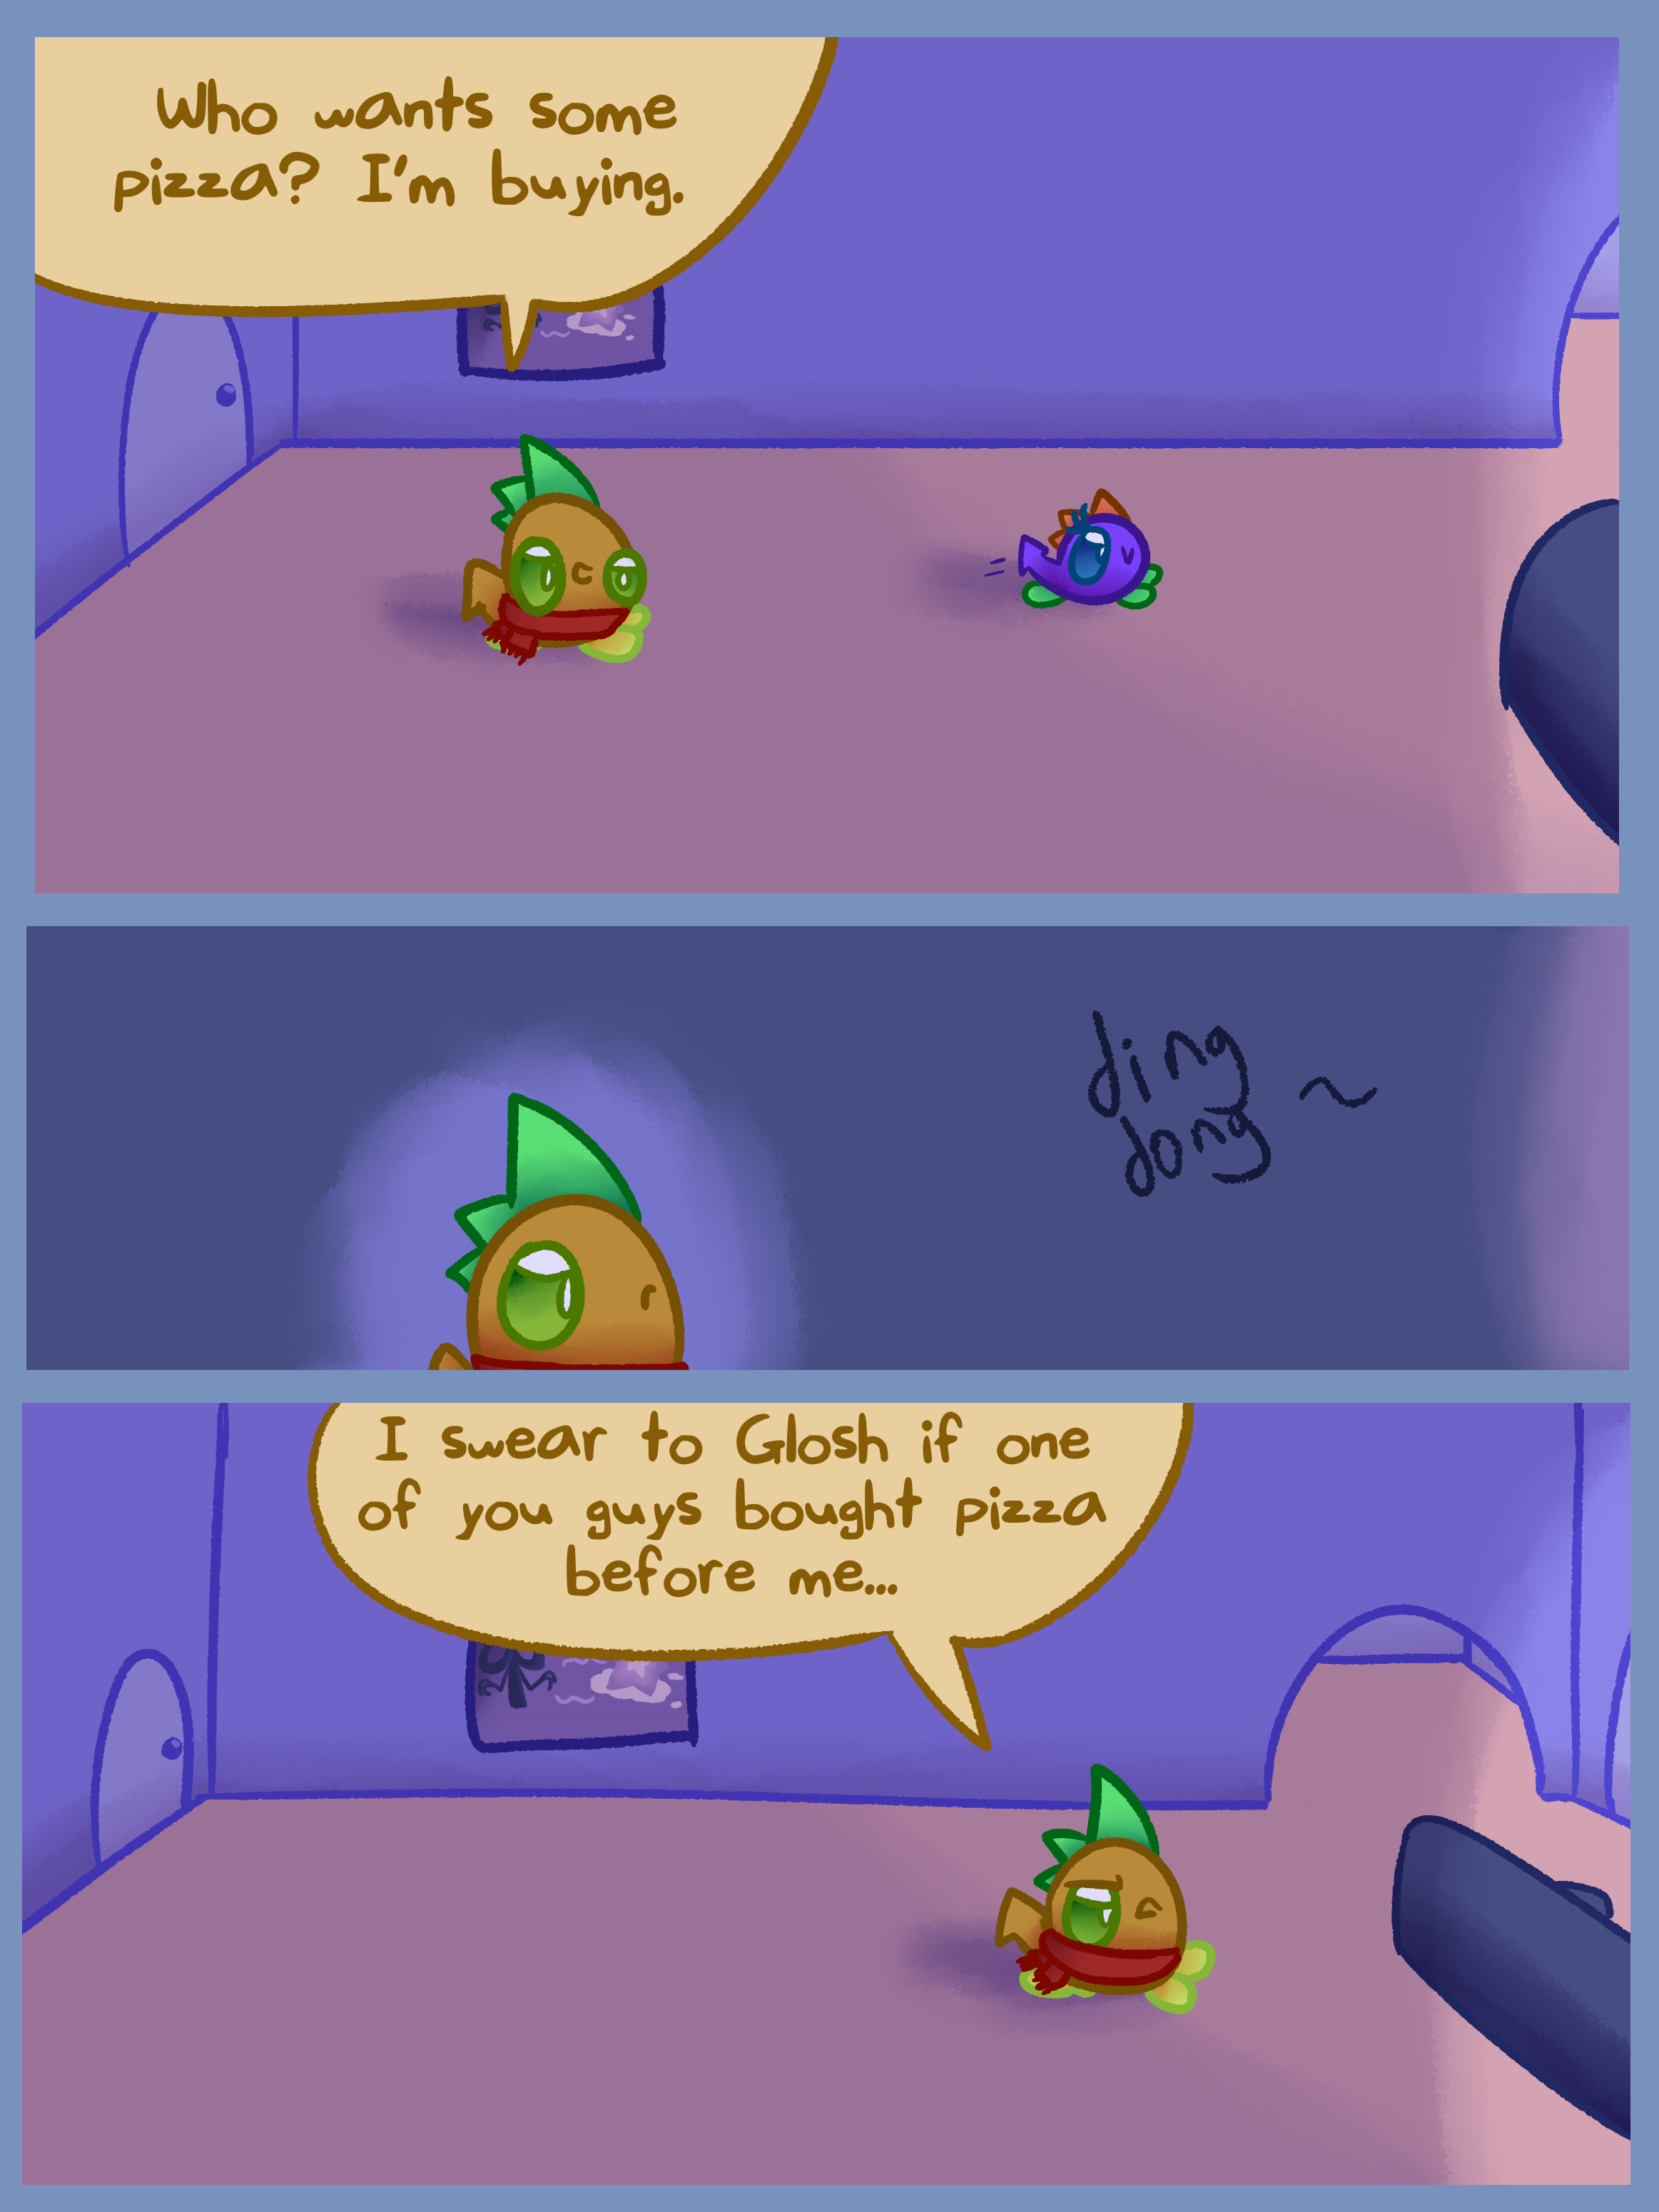 Who wants some
pizza? I'm buying.
ding
dong ~
I swear to Glosh if one
of you guys bought pizza
before me...